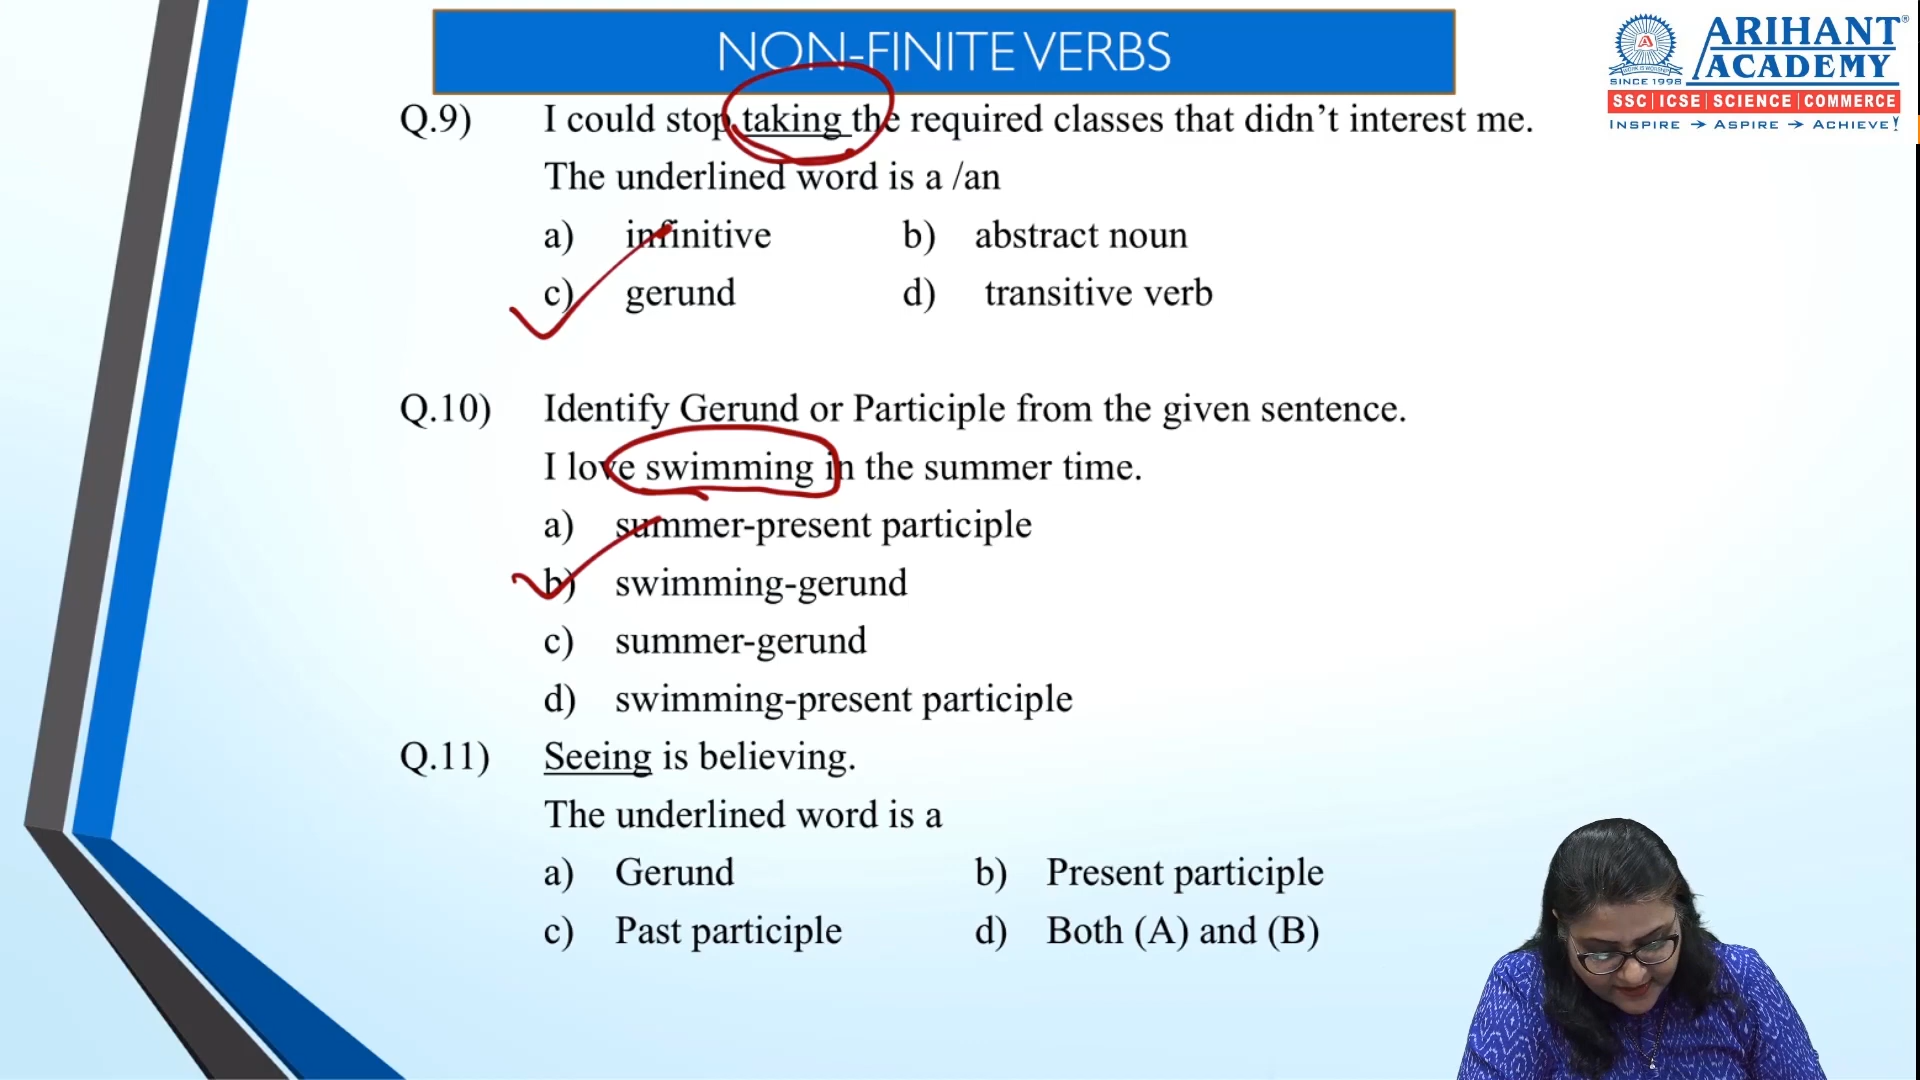 NON-FINITE VERBS
ARIHANT
ACADEMY
SINCE 1998
SSC | ICSE | SCIENCE | COMMERCE
INSPIRE → ASPIRE → ACHIEVE!
Q.9) I could stop taking the required classes that didn’t interest me.
The underlined word is a /an
a) infinitive b) abstract noun
c) gerund d) transitive verb
Q.10) Identify Gerund or Participle from the given sentence.
I love swimming in the summer time.
a) summer-present participle
b) swimming-gerund
c) summer-gerund
d) swimming-present participle
Q.11) Seeing is believing.
The underlined word is a
a) Gerund b) Present participle
c) Past participle d) Both (A) and (B)